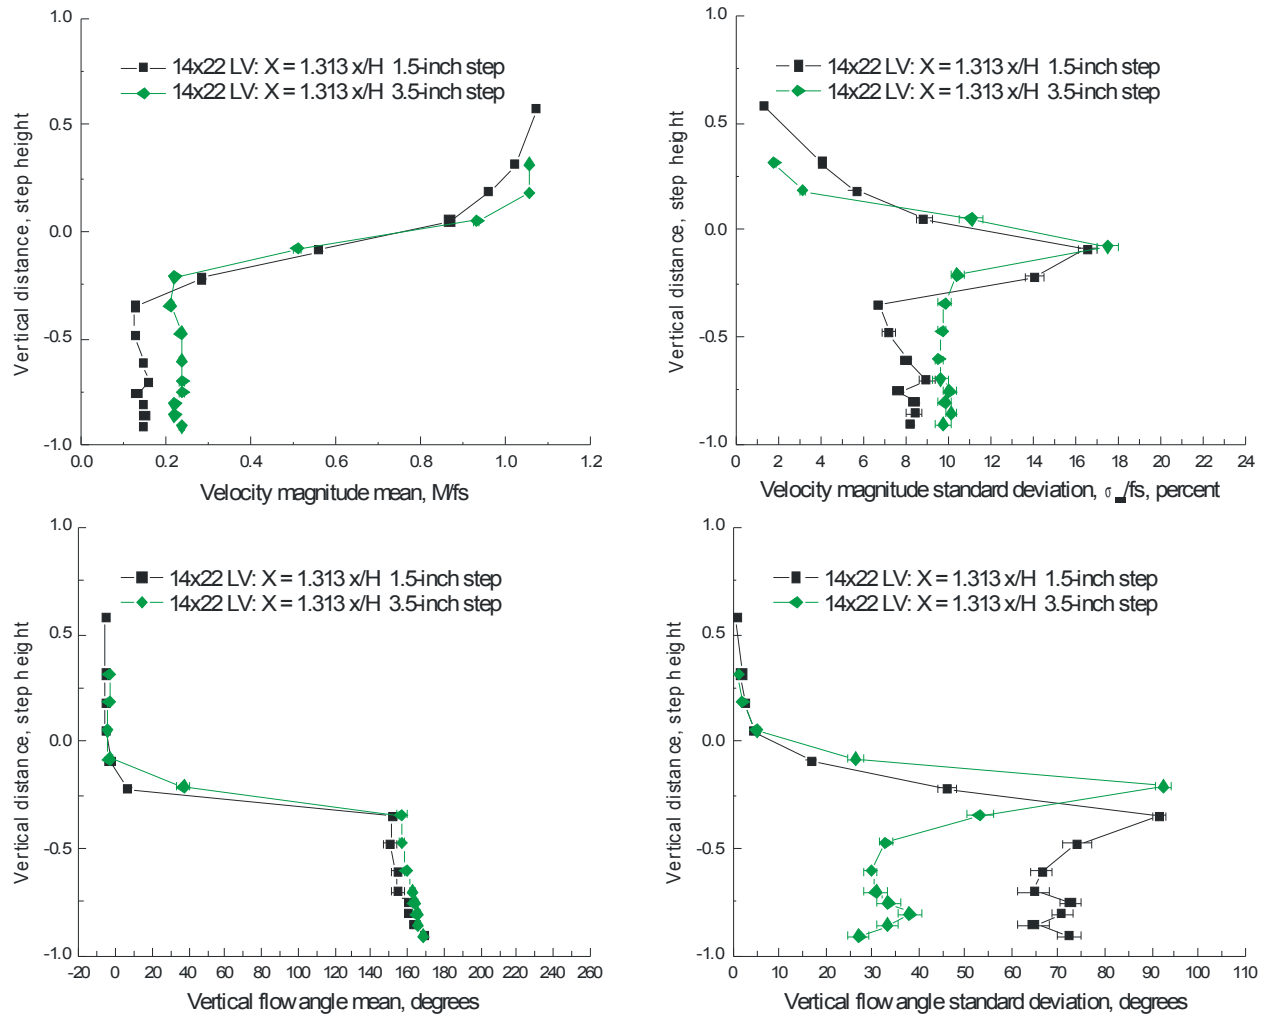 1.0
0.5
0.0
-0.5
-1.0
Vertical distance, step height
14x22 LV: X = 1.313 x/H 1.5-inch step
14x22 LV: X = 1.313 x/H 3.5-inch step
0.0 0.2 0.4 0.6 0.8 1.0 1.2
Velocity magnitude mean, M/fs
1.0
0.5
0.0
-0.5
-1.0
Vertical distance, step height
14x22 LV: X = 1.313 x/H 1.5-inch step
14x22 LV: X = 1.313 x/H 3.5-inch step
0 2 4 6 8 10 12 14 16 18 20 22 24
Velocity magnitude standard deviation, σ /fs, percent
1.0
0.5
0.0
-0.5
-1.0
Vertical distance, step height
14x22 LV: X = 1.313 x/H 1.5-inch step
14x22 LV: X = 1.313 x/H 3.5-inch step
-20 0 20 40 60 80 100 120 140 160 180 200 220 240 260
Vertical flow angle mean, degrees
1.0
0.5
0.0
-0.5
-1.0
Vertical distance, step height
14x22 LV: X = 1.313 x/H 1.5-inch step
14x22 LV: X = 1.313 x/H 3.5-inch step
0 10 20 30 40 50 60 70 80 90 100 110
Vertical flow angle standard deviation, degrees